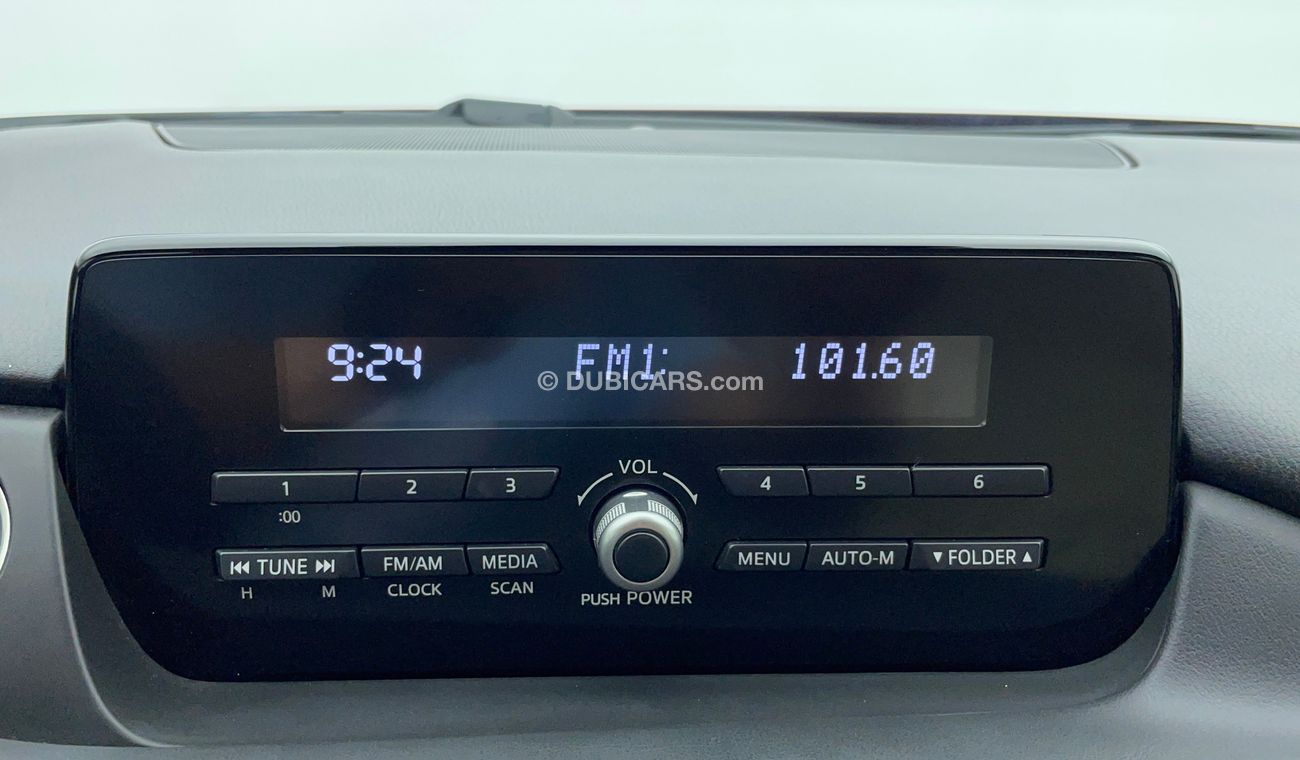 9:24 FM1: 101.60
© DUBICARS.com
VOL
1 2 3 4 5 6
:00
⏮ TUNE ⏭ FM/AM MEDIA MENU AUTO-M ▼ FOLDER ▲
H M CLOCK SCAN
PUSH POWER